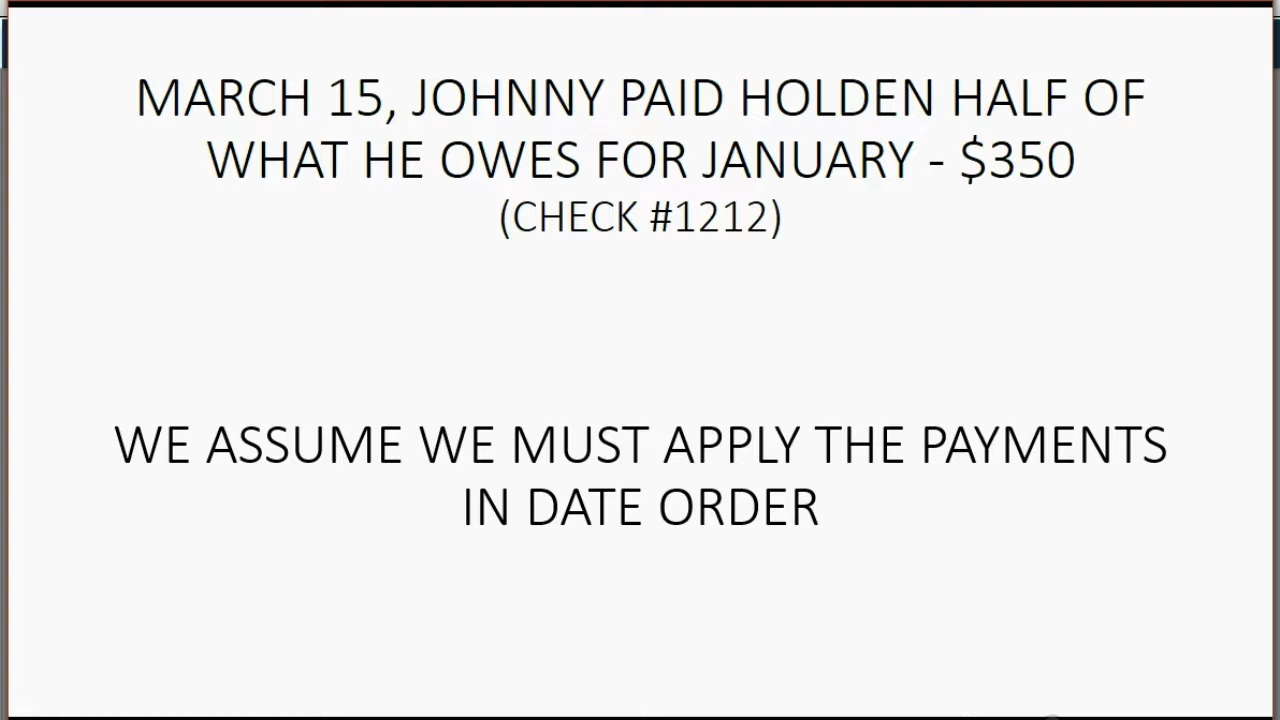 MARCH 15, JOHNNY PAID HOLDEN HALF OF
WHAT HE OWES FOR JANUARY - $350
(CHECK #1212)
WE ASSUME WE MUST APPLY THE PAYMENTS
IN DATE ORDER